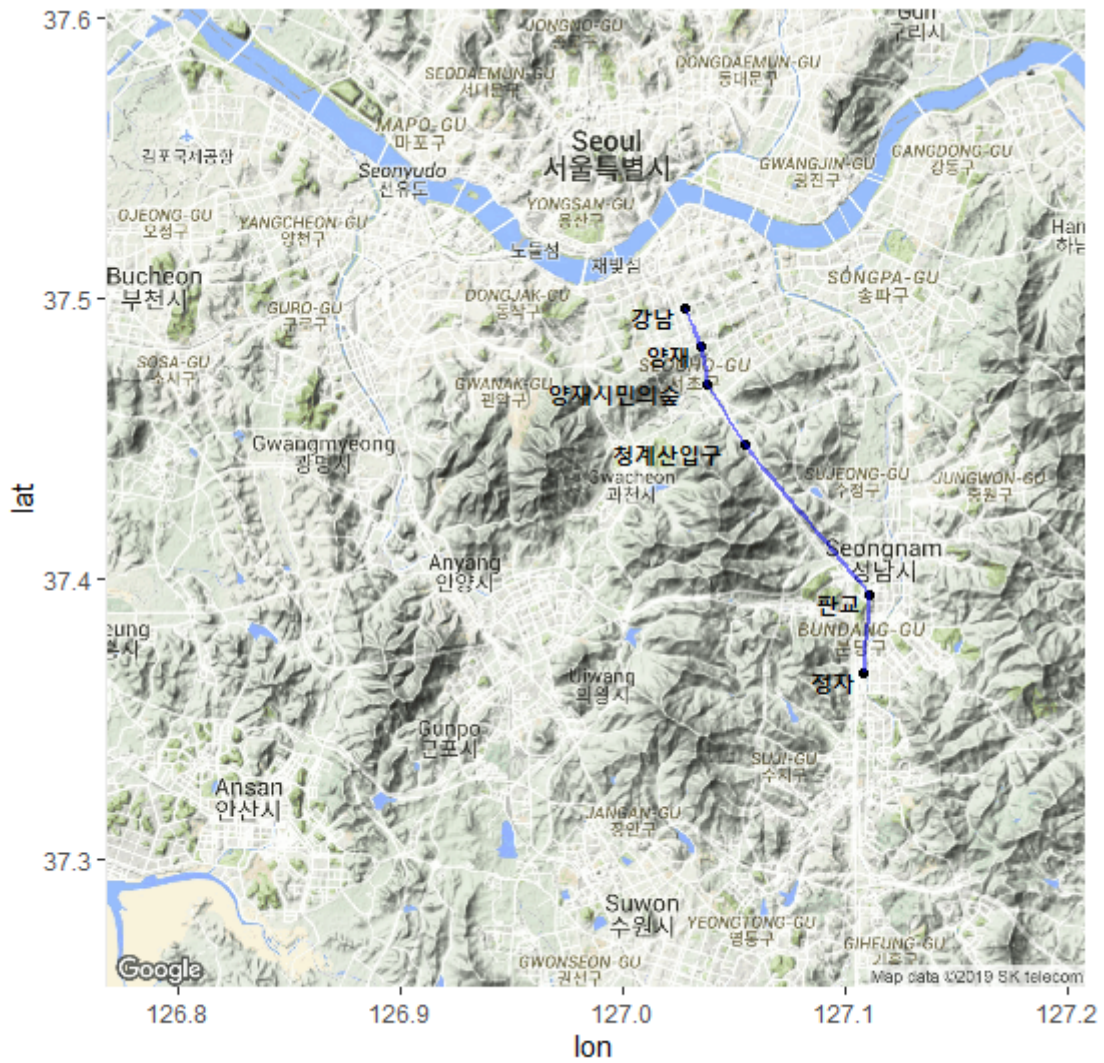 37.6
JONGNO-GU
구리시
SEODAEMUN-GU
서대문구
DONGDAEMUN-GU
동대문구
MAPO-GU
마포구
김포국제공항
Seoul
서울특별시
Seonyudo
선유도
GWANGJIN-GU
광진구
GANGDONG-GU
강동구
OJEONG-GU
오정구
YANGCHEON-GU
양천구
YONGSAN-GU
용산구
Han
하남
노들섬
채빛섬
Bucheon
부천시
SONGPA-GU
송파구
37.5
GURO-GU
구로구
DONGJAK-GU
동작구
강남
양재
SOSA-GU
소사구
GWANAK-GU
관악구
서초구
양재시민의숲
Gwangmyeong
광명시
청계산입구
Gwacheon
과천시
SUJEONG-GU
수정구
JUNGWON-GU
중원구
lat
Seongnam
성남시
37.4
Anyang
안양시
판교
BUNDANG-GU
분당구
정자
Uiwang
의왕시
Gunpo
군포시
SUJI-GU
수지구
Ansan
안산시
JANGAN-GU
장안구
37.3
Suwon
수원시
YEONGTONG-GU
영통구
GWONSEON-GU
권선구
GIHEUNG-GU
기흥구
Google
Map data ©2019 SK telecom
126.8
126.9
127.0
127.1
127.2
lon